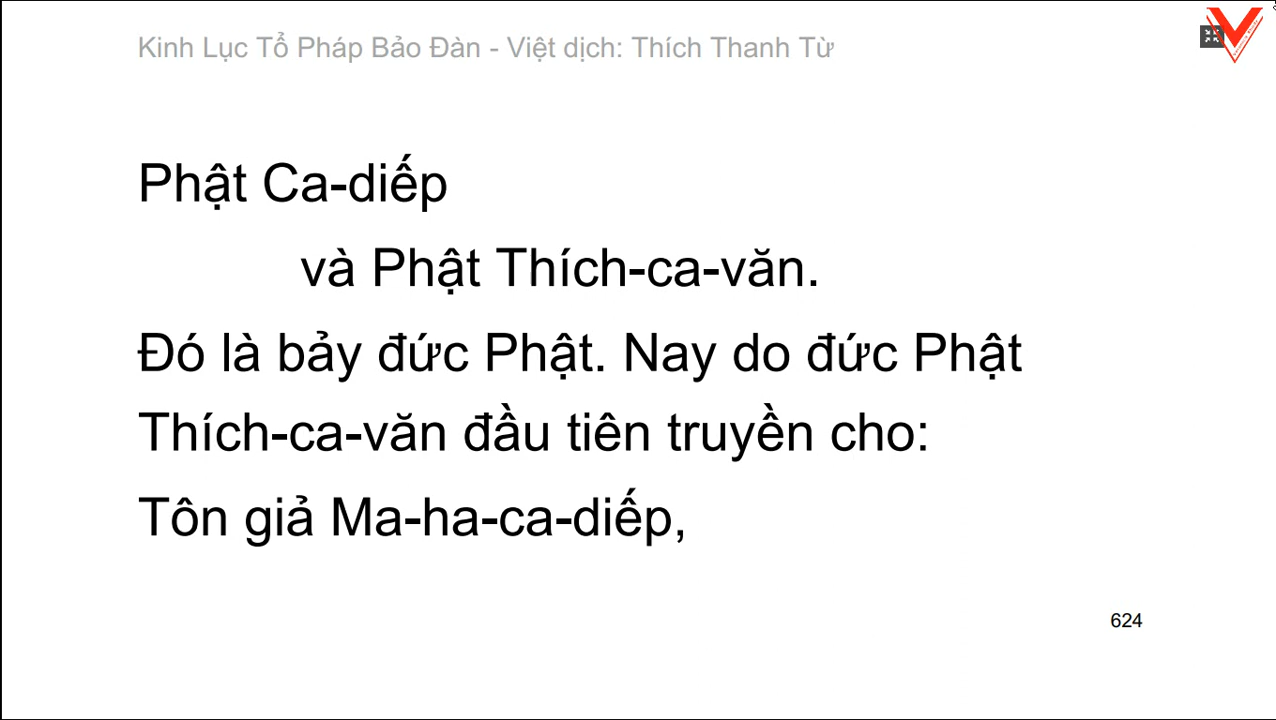 Kinh Lục Tổ Pháp Bảo Đàn - Việt dịch: Thích Thanh Từ
Phật Ca-diếp
và Phật Thích-ca-văn.
Đó là bảy đức Phật. Nay do đức Phật
Thích-ca-văn đầu tiên truyền cho:
Tôn giả Ma-ha-ca-diếp,
624